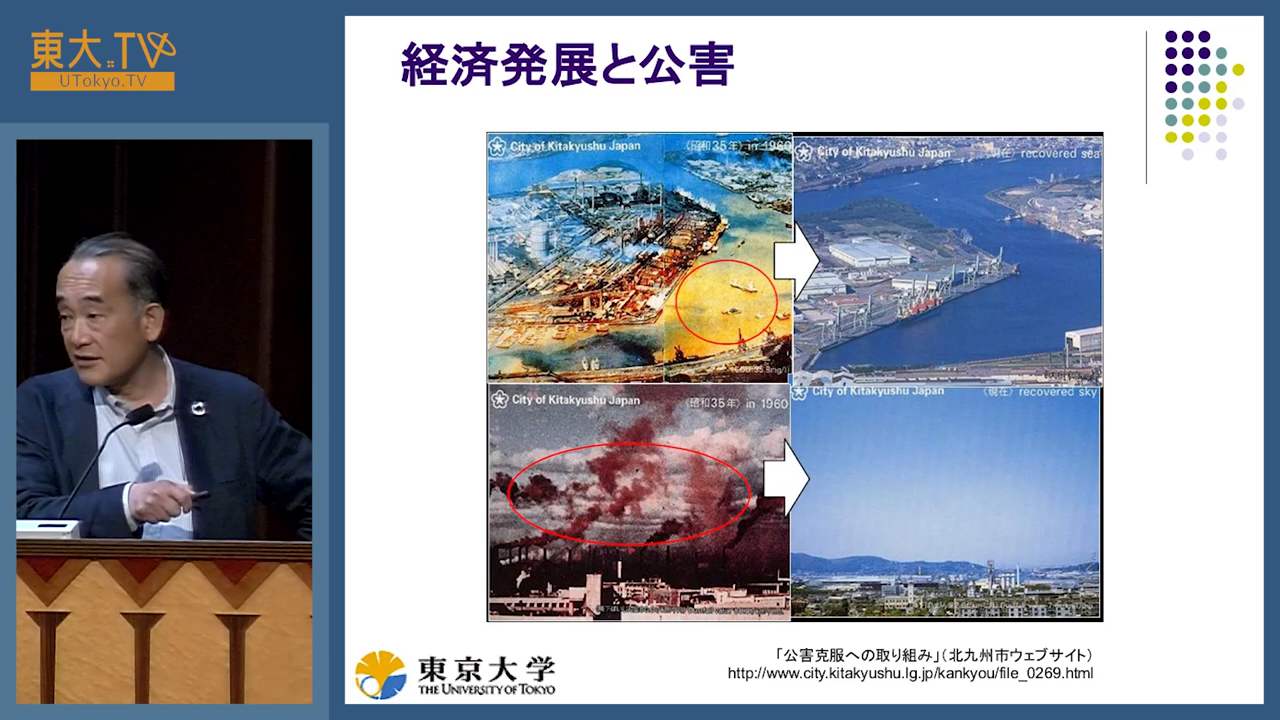 東大.TV
UTokyo.TV
経済発展と公害
City of Kitakyushu Japan
〈昭和35年〉 in 1960
City of Kitakyushu Japan
〈現在〉 recovered sea
City of Kitakyushu Japan
〈昭和35年〉 in 1960
City of Kitakyushu Japan
〈現在〉 recovered sky
東京大学
THE UNIVERSITY OF TOKYO
「公害克服への取り組み」（北九州市ウェブサイト）
http://www.city.kitakyushu.lg.jp/kankyou/file_0269.html